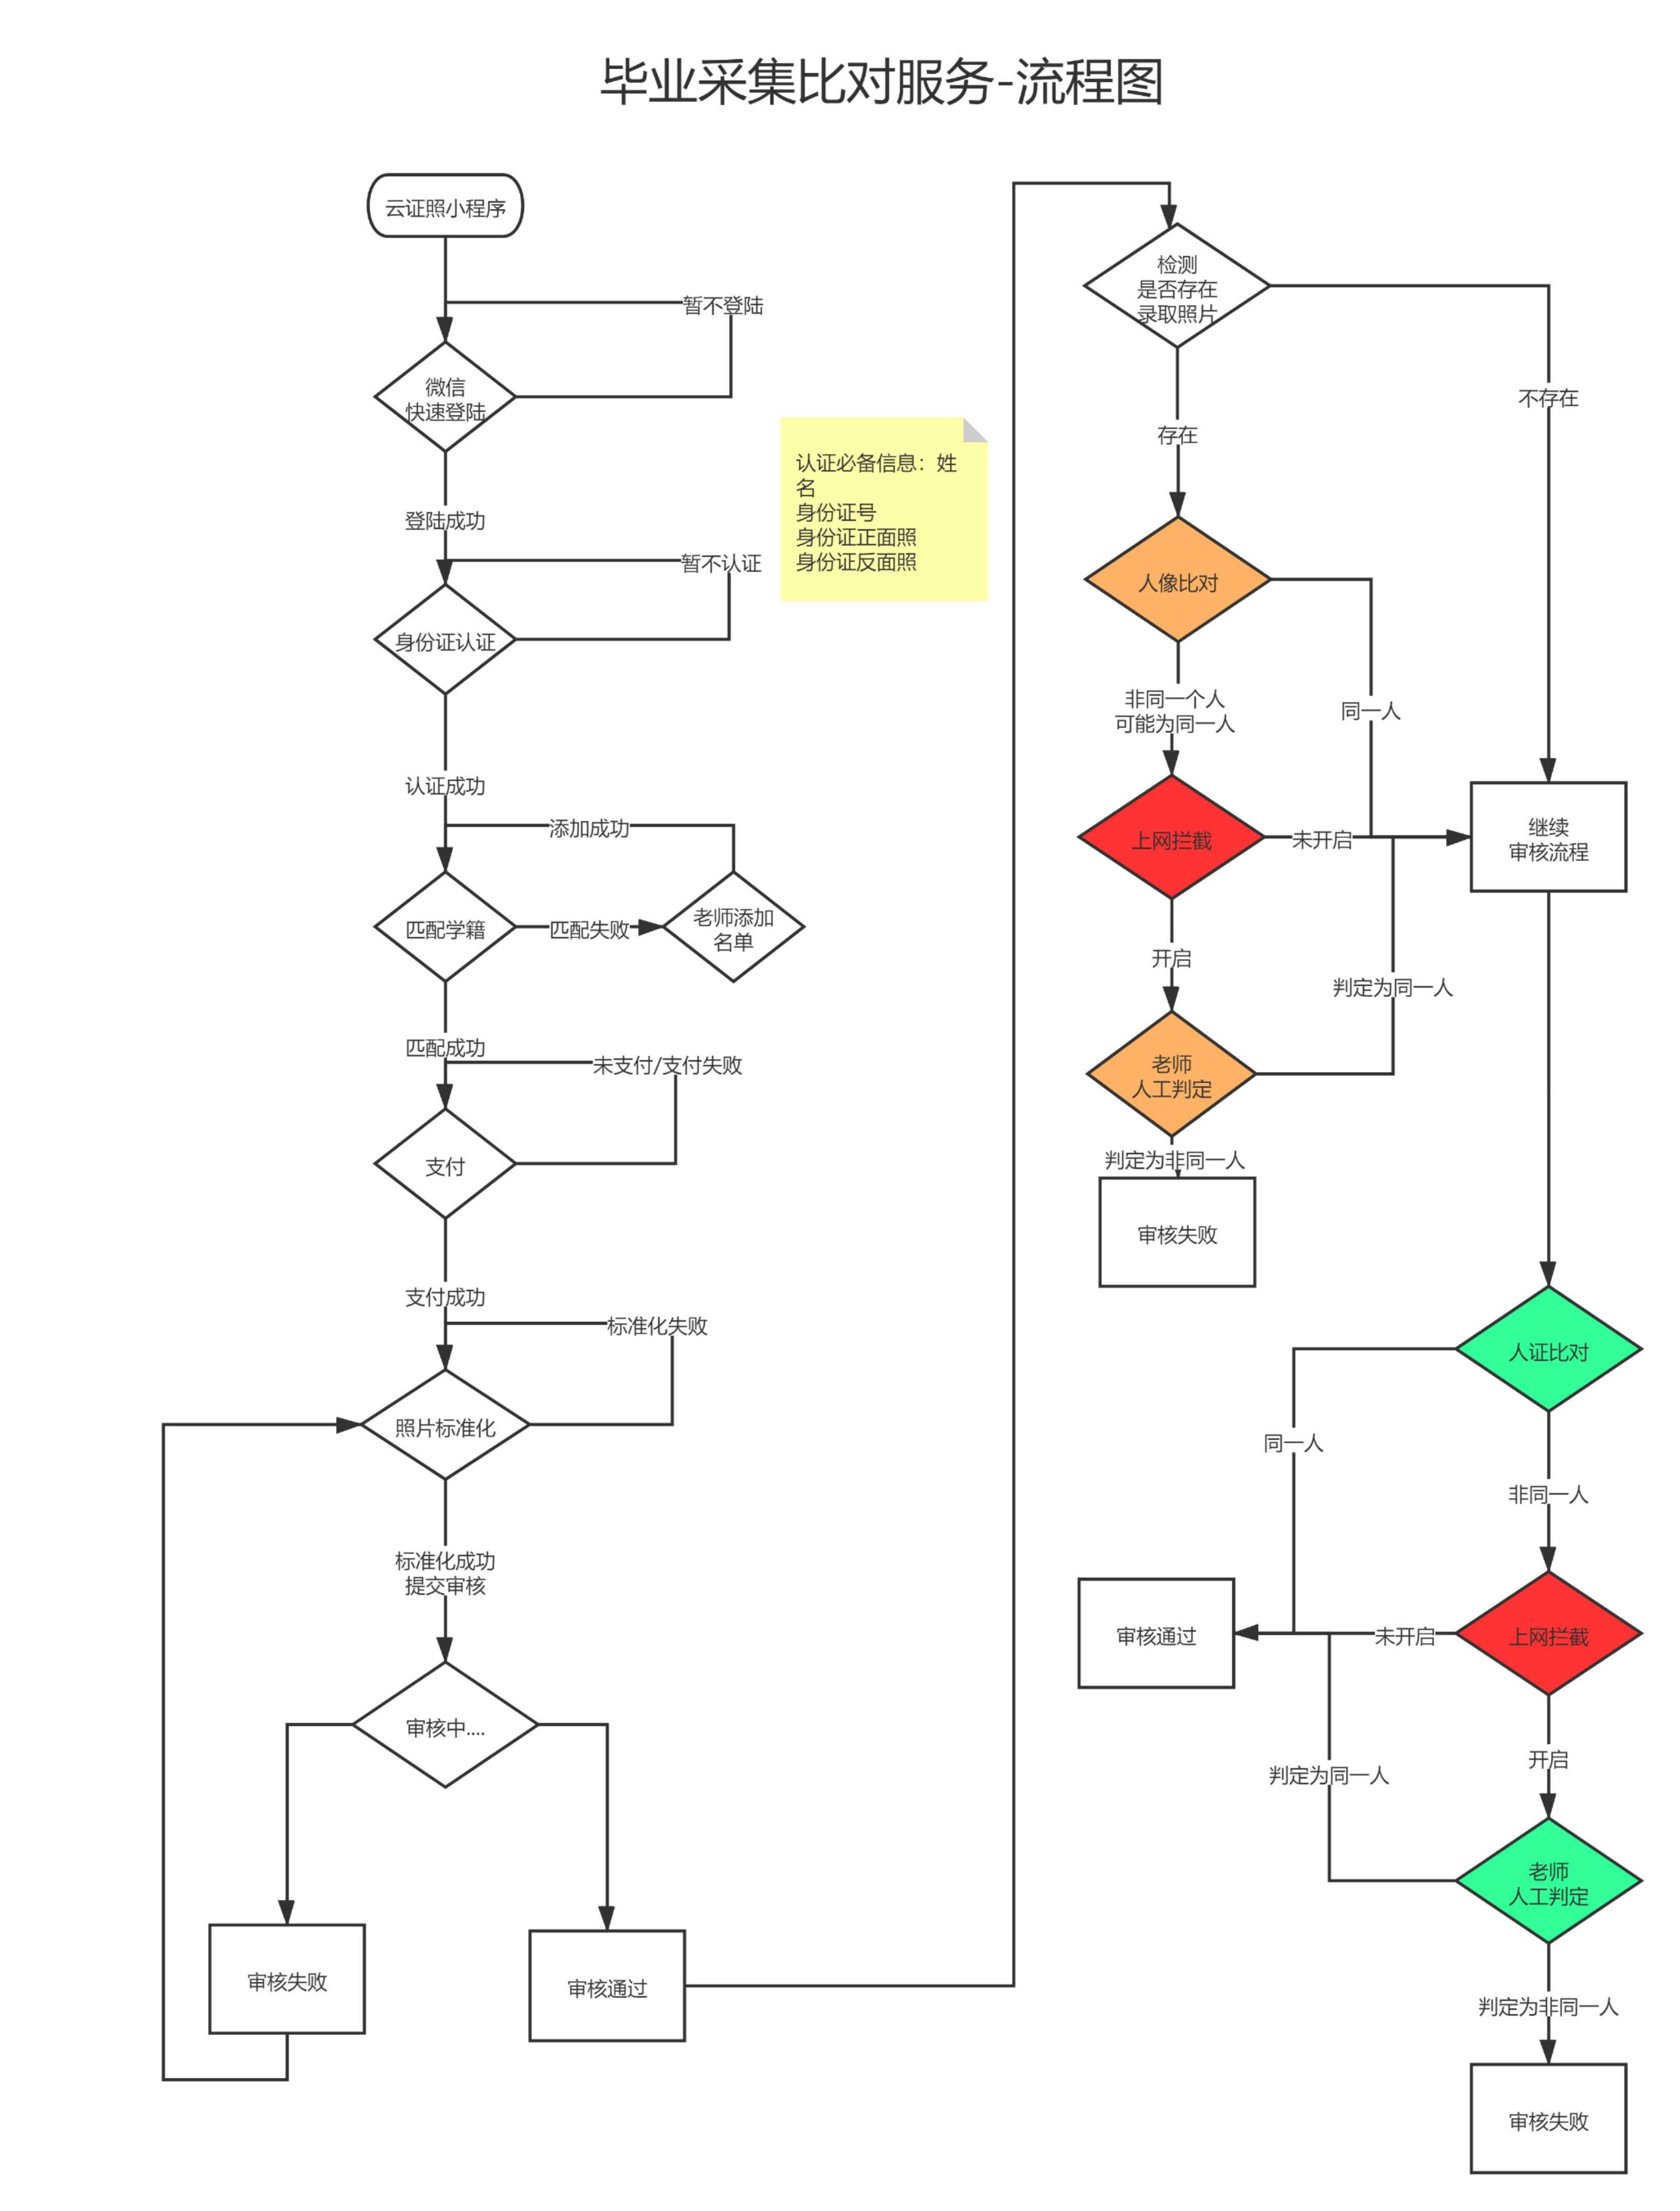 毕业采集比对服务-流程图
云证照小程序
暂不登陆
微信
快速登陆
登陆成功
暂不认证
认证必备信息：姓
名
身份证号
身份证正面照
身份证反面照
身份证认证
认证成功
添加成功
匹配学籍
匹配失败
老师添加
名单
匹配成功
未支付/支付失败
支付
支付成功
标准化失败
照片标准化
标准化成功
提交审核
审核中....
审核失败
审核通过
检测
是否存在
录取照片
不存在
存在
人像比对
非同一个人
可能为同一人
同一人
上网拦截
未开启
继续
审核流程
开启
判定为同一人
老师
人工判定
判定为非同一人
审核失败
人证比对
同一人
非同一人
审核通过
未开启
上网拦截
开启
判定为同一人
老师
人工判定
判定为非同一人
审核失败